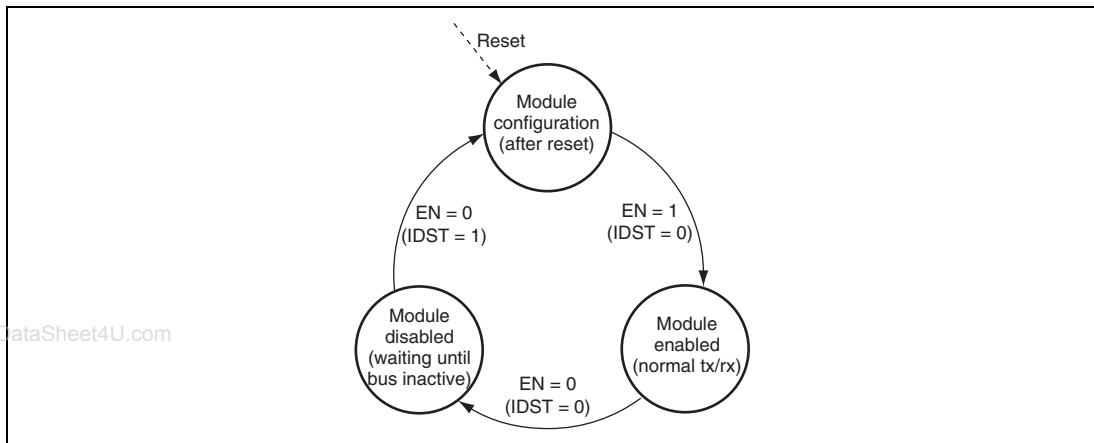 Reset
Module
configuration
(after reset)
EN = 0
(IDST = 1)
EN = 1
(IDST = 0)
Module
disabled
(waiting until
bus inactive)
Module
enabled
(normal tx/rx)
EN = 0
(IDST = 0)
DataSheet4U.com